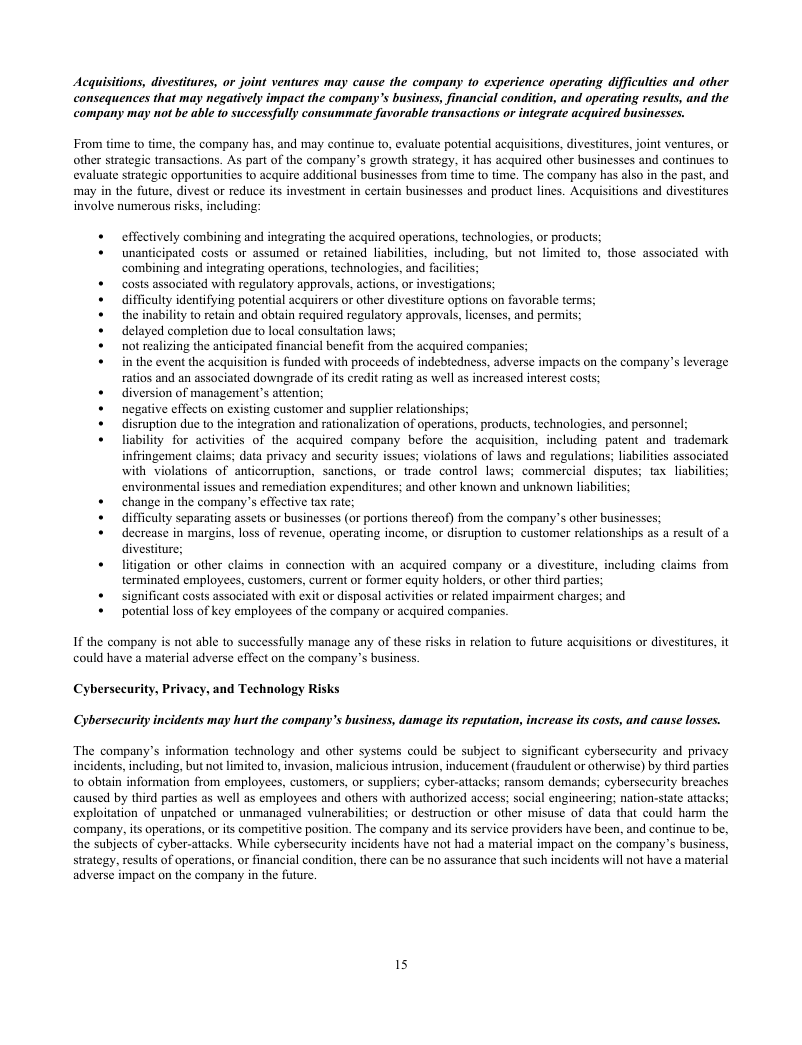 Acquisitions, divestitures, or joint ventures may cause the company to experience operating difficulties and other
consequences that may negatively impact the company’s business, financial condition, and operating results, and the
company may not be able to successfully consummate favorable transactions or integrate acquired businesses.
From time to time, the company has, and may continue to, evaluate potential acquisitions, divestitures, joint ventures, or
other strategic transactions. As part of the company’s growth strategy, it has acquired other businesses and continues to
evaluate strategic opportunities to acquire additional businesses from time to time. The company has also in the past, and
may in the future, divest or reduce its investment in certain businesses and product lines. Acquisitions and divestitures
involve numerous risks, including:
• effectively combining and integrating the acquired operations, technologies, or products;
• unanticipated costs or assumed or retained liabilities, including, but not limited to, those associated with
combining and integrating operations, technologies, and facilities;
• costs associated with regulatory approvals, actions, or investigations;
• difficulty identifying potential acquirers or other divestiture options on favorable terms;
• the inability to retain and obtain required regulatory approvals, licenses, and permits;
• delayed completion due to local consultation laws;
• not realizing the anticipated financial benefit from the acquired companies;
• in the event the acquisition is funded with proceeds of indebtedness, adverse impacts on the company’s leverage
ratios and an associated downgrade of its credit rating as well as increased interest costs;
• diversion of management’s attention;
• negative effects on existing customer and supplier relationships;
• disruption due to the integration and rationalization of operations, products, technologies, and personnel;
• liability for activities of the acquired company before the acquisition, including patent and trademark
infringement claims; data privacy and security issues; violations of laws and regulations; liabilities associated
with violations of anticorruption, sanctions, or trade control laws; commercial disputes; tax liabilities;
environmental issues and remediation expenditures; and other known and unknown liabilities;
• change in the company’s effective tax rate;
• difficulty separating assets or businesses (or portions thereof) from the company’s other businesses;
• decrease in margins, loss of revenue, operating income, or disruption to customer relationships as a result of a
divestiture;
• litigation or other claims in connection with an acquired company or a divestiture, including claims from
terminated employees, customers, current or former equity holders, or other third parties;
• significant costs associated with exit or disposal activities or related impairment charges; and
• potential loss of key employees of the company or acquired companies.
If the company is not able to successfully manage any of these risks in relation to future acquisitions or divestitures, it
could have a material adverse effect on the company’s business.
Cybersecurity, Privacy, and Technology Risks
Cybersecurity incidents may hurt the company’s business, damage its reputation, increase its costs, and cause losses.
The company’s information technology and other systems could be subject to significant cybersecurity and privacy
incidents, including, but not limited to, invasion, malicious intrusion, inducement (fraudulent or otherwise) by third parties
to obtain information from employees, customers, or suppliers; cyber-attacks; ransom demands; cybersecurity breaches
caused by third parties as well as employees and others with authorized access; social engineering; nation-state attacks;
exploitation of unpatched or unmanaged vulnerabilities; or destruction or other misuse of data that could harm the
company, its operations, or its competitive position. The company and its service providers have been, and continue to be,
the subjects of cyber-attacks. While cybersecurity incidents have not had a material impact on the company’s business,
strategy, results of operations, or financial condition, there can be no assurance that such incidents will not have a material
adverse impact on the company in the future.
15